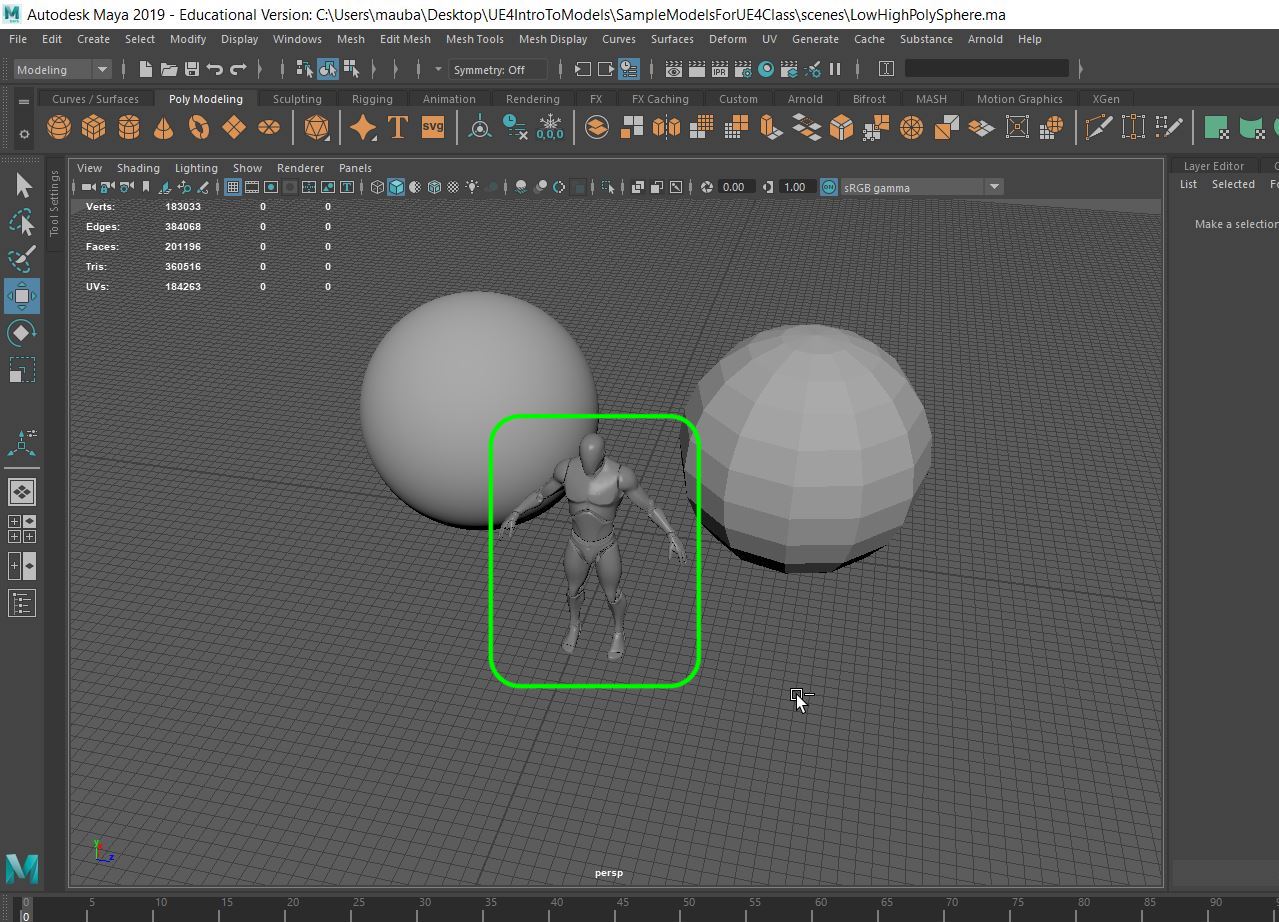 Autodesk Maya 2019 - Educational Version: C:\Users\mauba\Desktop\UE4IntroToModels\SampleModesForUE4Class\scenes\LowHighPolySphere.ma
File Edit Create Select Modify Display Windows Mesh Edit Mesh Mesh Tools Mesh Display Curves Surfaces Deform UV Generate Cache Substance Arnold Help
Modeling Symmetry: Off IPR
Curves / Surfaces Poly Modeling Sculpting Rigging Animation Rendering FX FX Caching Custom Arnold Bifrost MASH Motion Graphics XGen
T svg 0,0,0
View Shading Lighting Show Renderer Panels
Layer Editor
0.00 1.00 ON sRGB gamma
List Selected Fo
Tool Settings
Make a selection
Verts: 183033 0 0
Edges: 384068 0 0
Faces: 201196 0 0
Tris: 360516 0 0
UVs: 184263 0 0
y
z
persp
M
0 5 10 15 20 25 30 35 40 45 50 55 60 65 70 75 80 85 90
0